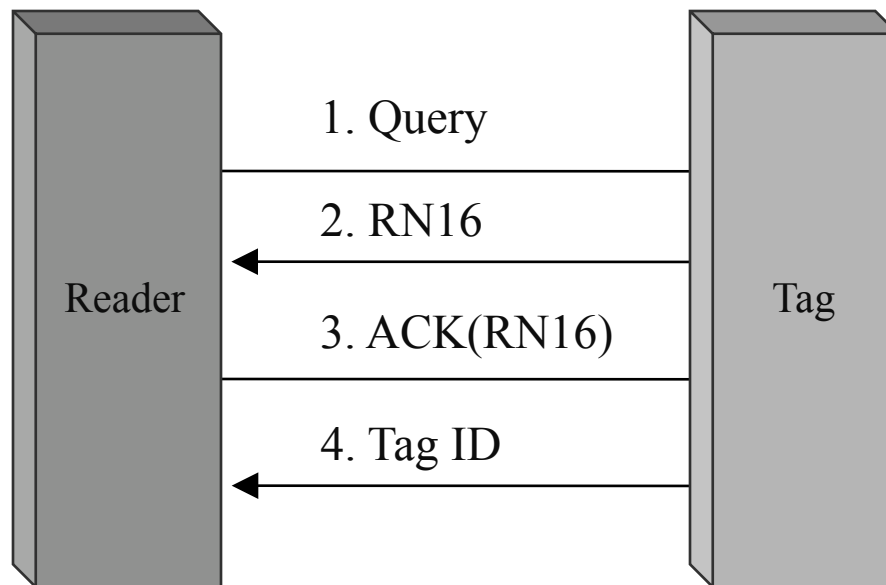 1. Query
2. RN16
Reader
Tag
3. ACK(RN16)
4. Tag ID